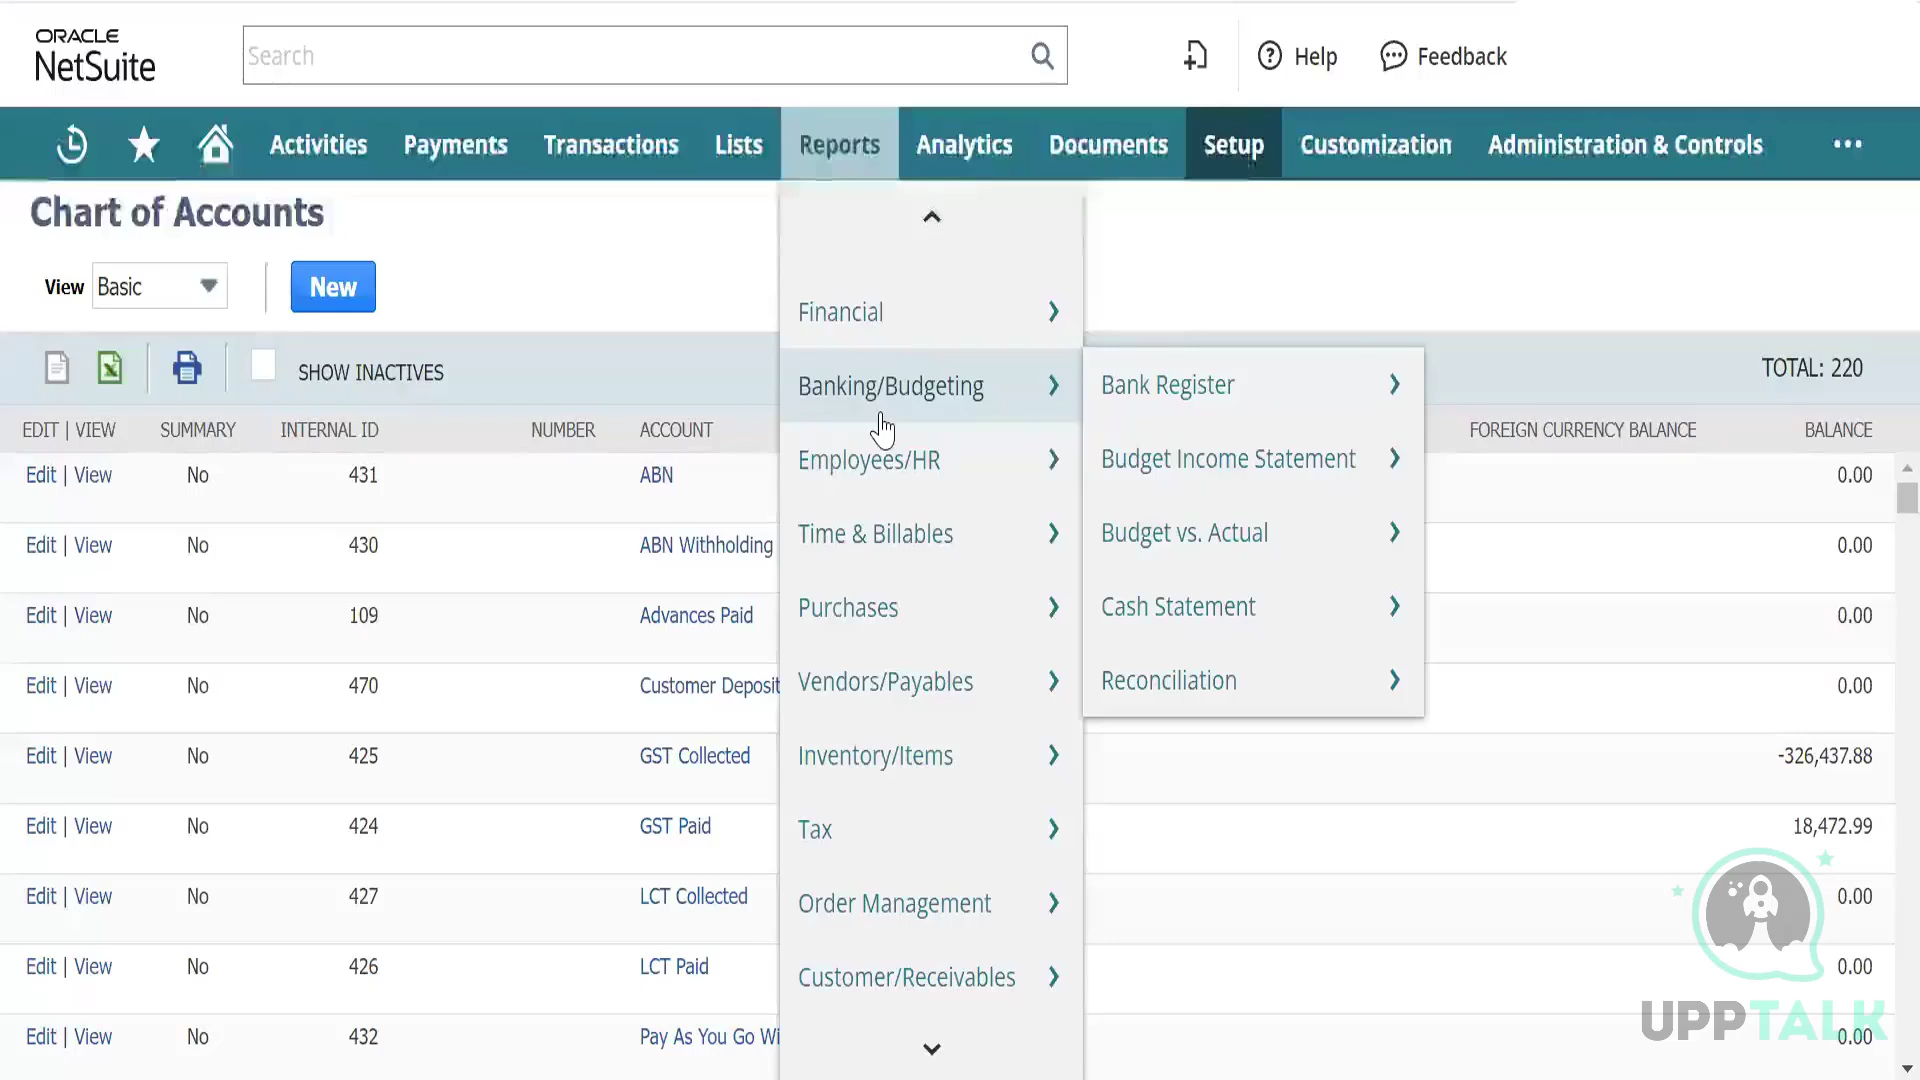 ORACLE
NetSuite
Search
Help
Feedback
Activities Payments Transactions Lists Reports Analytics Documents Setup Customization Administration & Controls ...
Chart of Accounts
View Basic New
SHOW INACTIVES
TOTAL: 220
EDIT | VIEW SUMMARY INTERNAL ID NUMBER ACCOUNT FOREIGN CURRENCY BALANCE BALANCE
Edit | View No 431 ABN 0.00
Edit | View No 430 ABN Withholding 0.00
Edit | View No 109 Advances Paid 0.00
Edit | View No 470 Customer Deposit 0.00
Edit | View No 425 GST Collected -326,437.88
Edit | View No 424 GST Paid 18,472.99
Edit | View No 427 LCT Collected 0.00
Edit | View No 426 LCT Paid 0.00
Edit | View No 432 Pay As You Go Wi 0.00
Financial
Banking/Budgeting
Employees/HR
Time & Billables
Purchases
Vendors/Payables
Inventory/Items
Tax
Order Management
Customer/Receivables
Bank Register
Budget Income Statement
Budget vs. Actual
Cash Statement
Reconciliation
UPPTALK